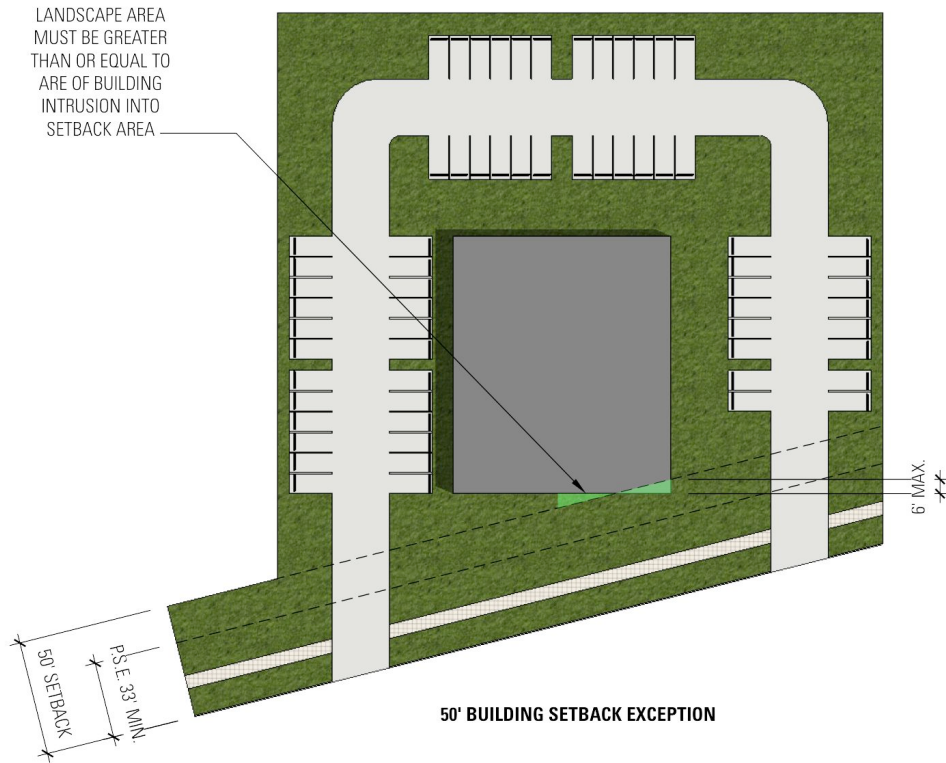 LANDSCAPE AREA
MUST BE GREATER
THAN OR EQUAL TO
ARE OF BUILDING
INTRUSION INTO
SETBACK AREA
6' MAX.
50' SETBACK
P.S.E. 33' MIN.
50' BUILDING SETBACK EXCEPTION